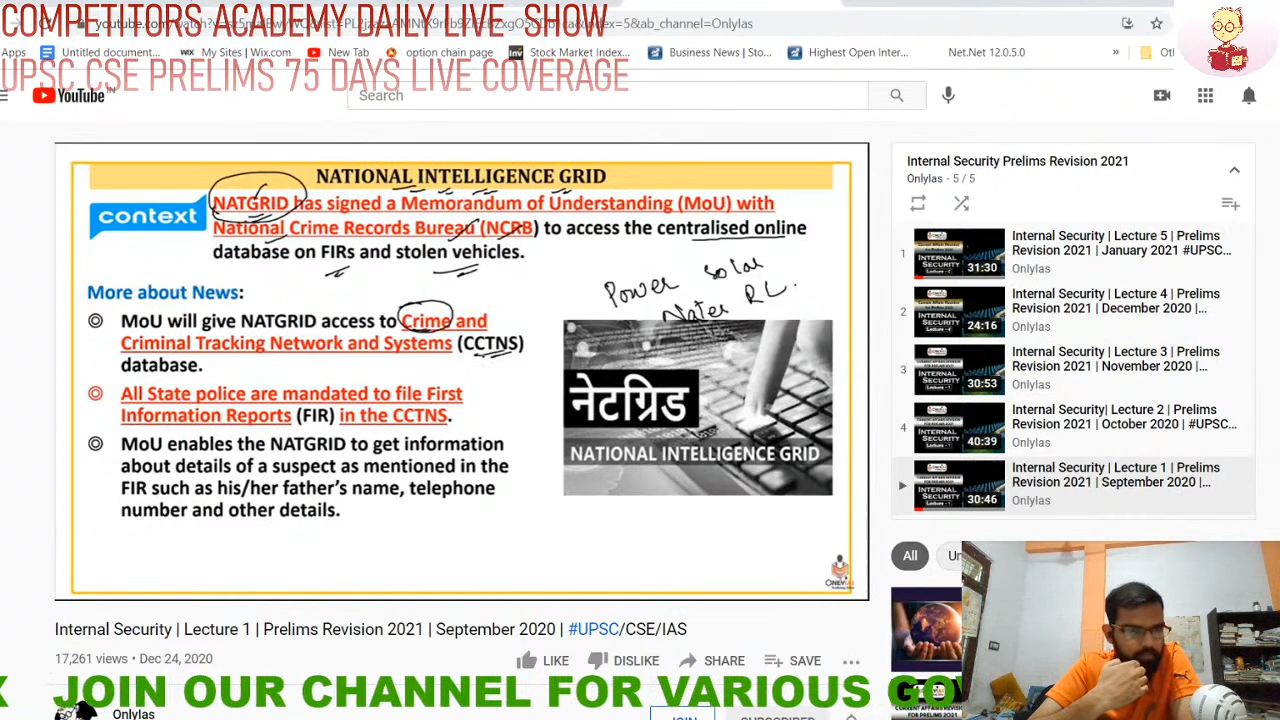 COMPETITORS ACADEMY DAILY LIVE-SHOW
UPSC CSE PRELIMS 75 DAYS LIVE COVERAGE
Apps
Untitled document...
My Sites | Wix.com
New Tab
option chain page
Stock Market Index...
Business News | St...
Highest Open Inter...
Net.Net 12.0.5.0
»
YouTube
Search
NATIONAL INTELLIGENCE GRID
context
NATGRID has signed a Memorandum of Understanding (MoU) with
National Crime Records Bureau (NCRB) to access the centralised online
database on FIRs and stolen vehicles.
Power solar
Water RL.
More about News:
MoU will give NATGRID access to Crime and
Criminal Tracking Network and Systems (CCTNS)
database.
All State police are mandated to file First
Information Reports (FIR) in the CCTNS.
MoU enables the NATGRID to get information
about details of a suspect as mentioned in the
FIR such as his/her father's name, telephone
number and other details.
नेटग्रिड
NATIONAL INTELLIGENCE GRID
Internal Security | Lecture 1 | Prelims Revision 2021 | September 2020 | #UPSC/CSE/IAS
17,261 views • Dec 24, 2020
LIKE
DISLIKE
SHARE
SAVE
JOIN OUR CHANNEL FOR VARIOUS
OnlyIas
JOIN
SUBSCRIBED
Internal Security Prelims Revision 2021
OnlyIas - 5 / 5
1
Internal Security | Lecture 5 | Prelims
Revision 2021 | January 2021 #UPSC...
OnlyIas
31:30
2
Internal Security | Lecture 4 | Prelims
Revision 2021 | December 2020 |...
OnlyIas
24:16
3
Internal Security | Lecture 3 | Prelims
Revision 2021 | November 2020 |...
OnlyIas
30:53
4
Internal Security| Lecture 2 | Prelims
Revision 2021 | October 2020 | #UPSC...
OnlyIas
40:39
Internal Security | Lecture 1 | Prelims
Revision 2021 | September 2020 |...
OnlyIas
30:46
All